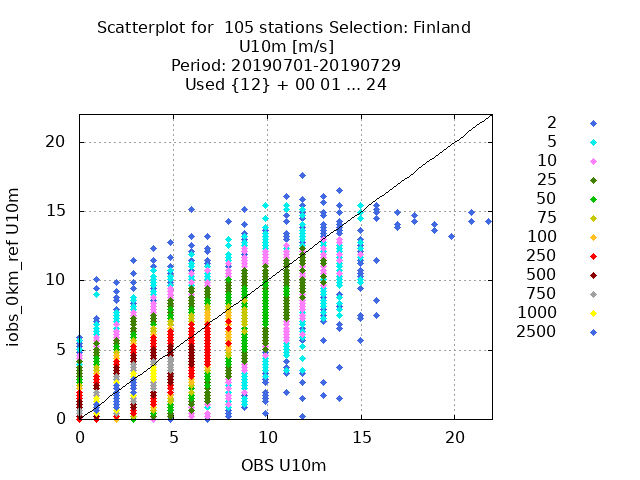 Scatterplot for  105 stations Selection: Finland
U10m [m/s]
Period: 20190701-20190729
Used {12} + 00 01 ... 24
iobs_0km_ref U10m
20
15
10
5
0
0 5 10 15 20
OBS U10m
2
5
10
25
50
75
100
250
500
750
1000
2500